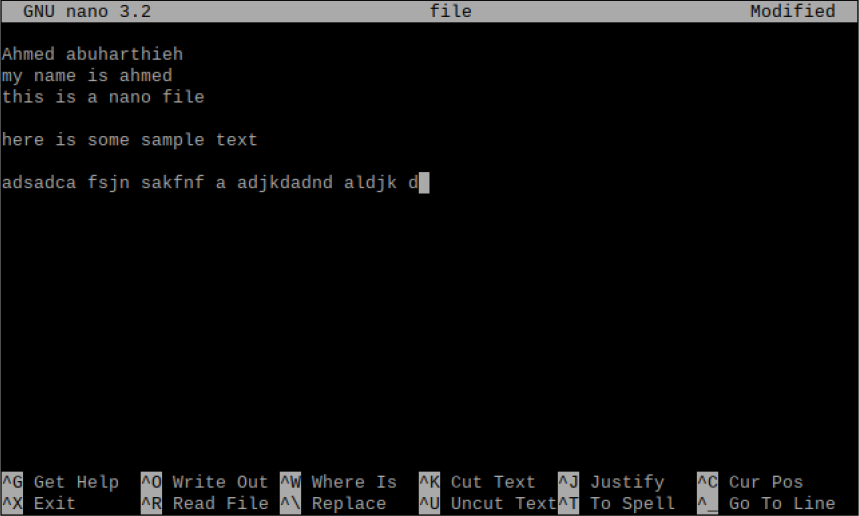 GNU nano 3.2 file Modified
Ahmed abuharthieh
my name is ahmed
this is a nano file
here is some sample text
adsadca fsjn sakfnf a adjkdadnd aldjk d
^G Get Help ^O Write Out ^W Where Is ^K Cut Text ^J Justify ^C Cur Pos
^X Exit ^R Read File ^\ Replace ^U Uncut Text ^T To Spell ^_ Go To Line